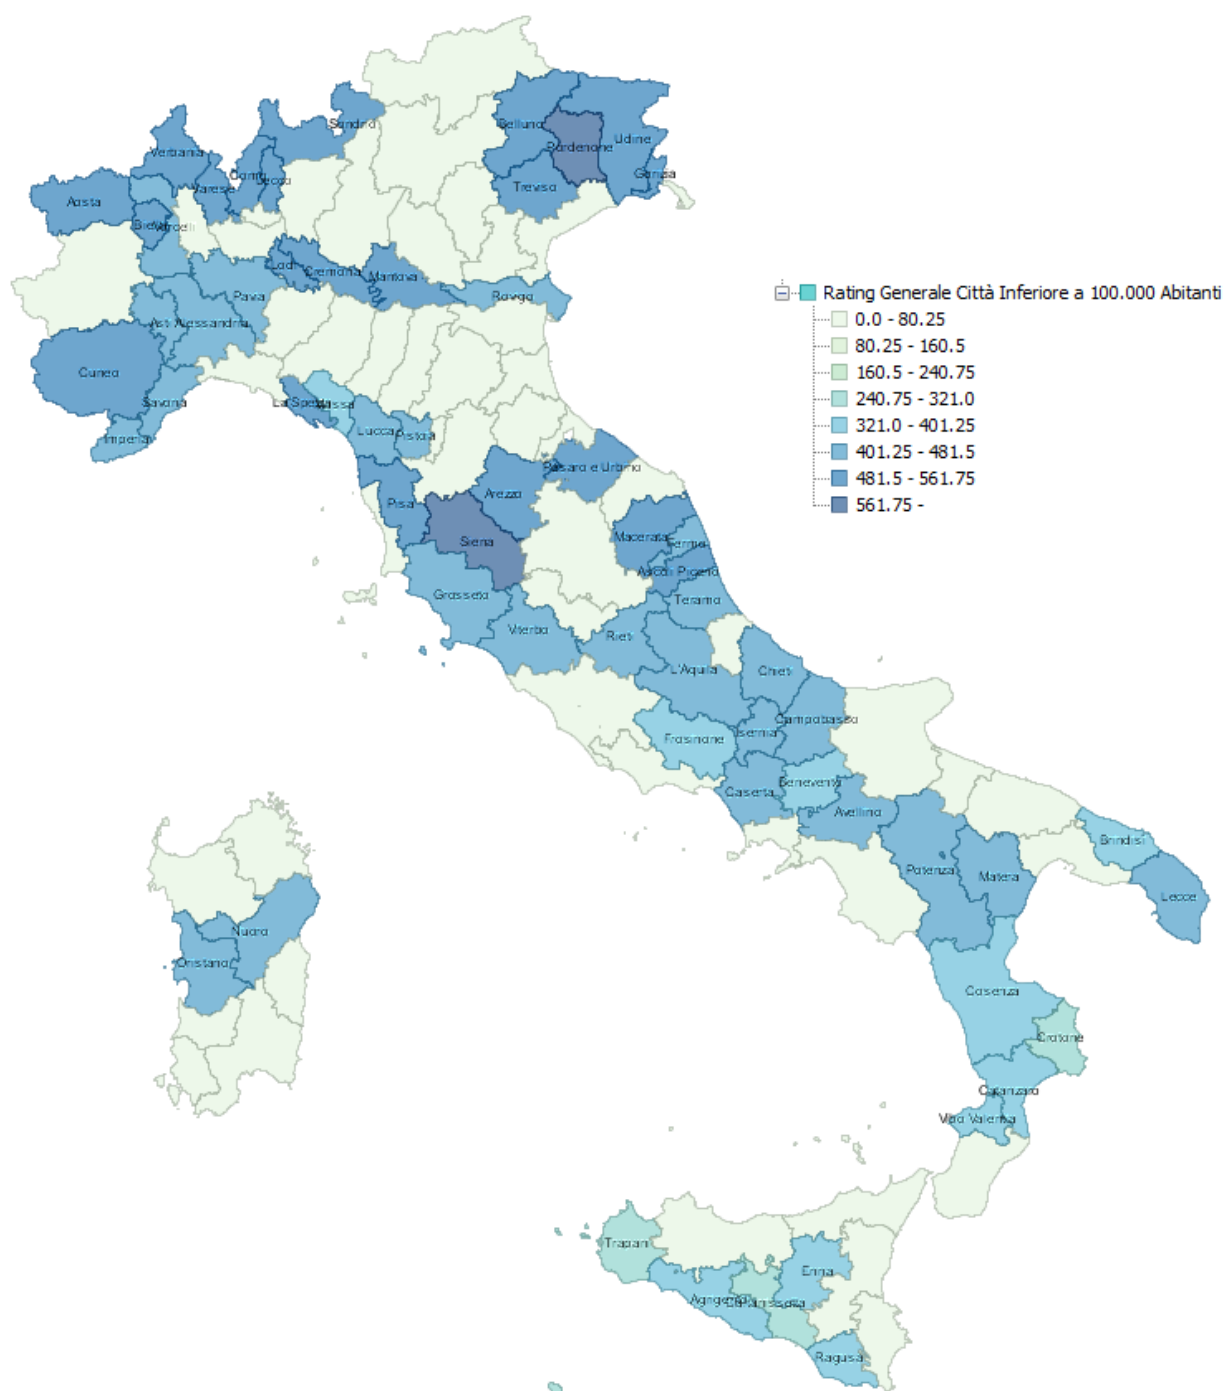 Sondrio
Belluno
Udine
Pordenone
Verbania
Gorizia
Como
Lecco
Varese
Treviso
Aosta
Biella
Vercelli
Lodi
Cremona
Mantova
Rating Generale Città Inferiore a 100.000 Abitanti
Pavia
Rovigo
0.0 - 80.25
Asti
Alessandria
80.25 - 160.5
Cuneo
160.5 - 240.75
240.75 - 321.0
Savona
La Spezia
Massa
321.0 - 401.25
Imperia
Lucca
Pistoia
401.25 - 481.5
Pesaro e Urbino
481.5 - 561.75
Arezzo
Pisa
561.75 -
Siena
Macerata
Fermo
Ascoli Piceno
Grosseto
Teramo
Viterbo
Rieti
L'Aquila
Chieti
Campobasso
Isernia
Frosinone
Benevento
Caserta
Avellino
Brindisi
Potenza
Matera
Lecce
Nuoro
Oristano
Cosenza
Crotone
Catanzaro
Vibo Valentia
Trapani
Enna
Agrigento
Caltanissetta
Ragusa